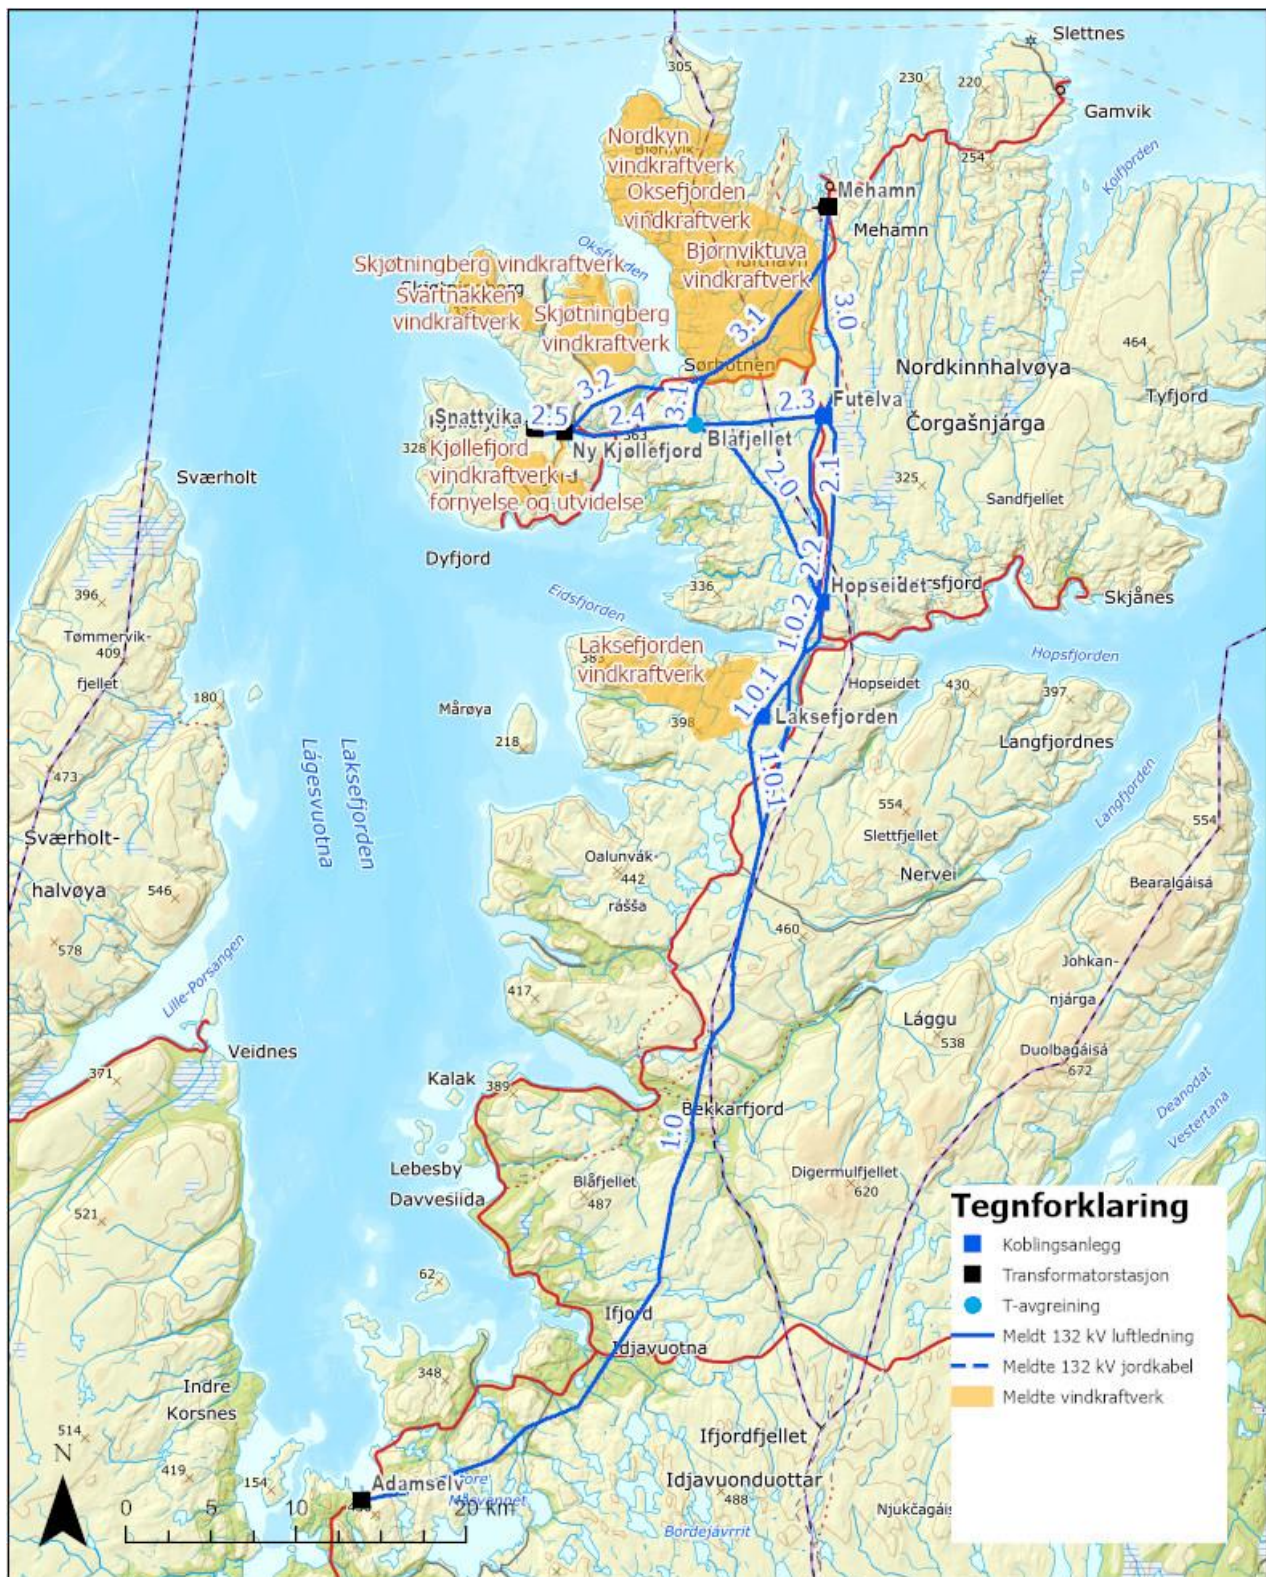 Slettnes
305
230
220
Gamvik
Nordkyn
vindkraftverk
254
Koifjorden
Oksefjorden
vindkraftverk
Mehamn
Mehamn
Oksfjorden
Bjørnviktuva
vindkraftverk
Skjøtningberg vindkraftverk
Svartnakken
vindkraftverk
Skjøtningberg
vindkraftverk
3.1
3.0
464
Nordkinnhalvøya
Sørbotnen
Tyfjord
3.2
3.1
2.3
Futelva
Snattvika
2.5
2.4
Čorgašnjárga
328
363
Ny Kjøllefjord
Blåfjellet
Kjøllefjord
vindkraftverk
fornyelse og utvidelse
2.0
2.1
325
Sværholt
Sandfjellet
Dyfjord
2.2
396
336
Hopseidet
Skjånes
Eidsfjorden
1.0.2
Tømmervik-
409
fjellet
Laksefjorden
vindkraftverk
Hopsfjorden
180
1.0.1
Hopseidet
430
397
Mårøya
398
Laksefjorden
218
Langfjordnes
473
Laksefjorden
Lágesvuotna
1.0.1
Langfjorden
554
554
Sværholt-
halvøya
Slettfjellet
Oalunvák-
442
rášša
Nervei
Bearalgáisá
546
578
460
Johkan-
njárga
Lille-Porsangen
417
Lággu
538
Veidnes
Duolbagáisá
672
371
Kalak
389
Bekkarfjord
Deanodat
Vestertana
1.0
Lebesby
Davvesiida
Blåfjellet
487
Digermulfjellet
620
521
62
Ifjord
Idjavuotna
348
Indre
Korsnes
514
Ifjordfjellet
419
154
Adamselv
Idjavuonduottar
488
Bordejávrrit
N
0
5
10
20 km
Tegnforklaring
Koblingsanlegg
Transformatorstasjon
T-avgreining
Meldt 132 kV luftledning
Meldte 132 kV jordkabel
Meldte vindkraftverk